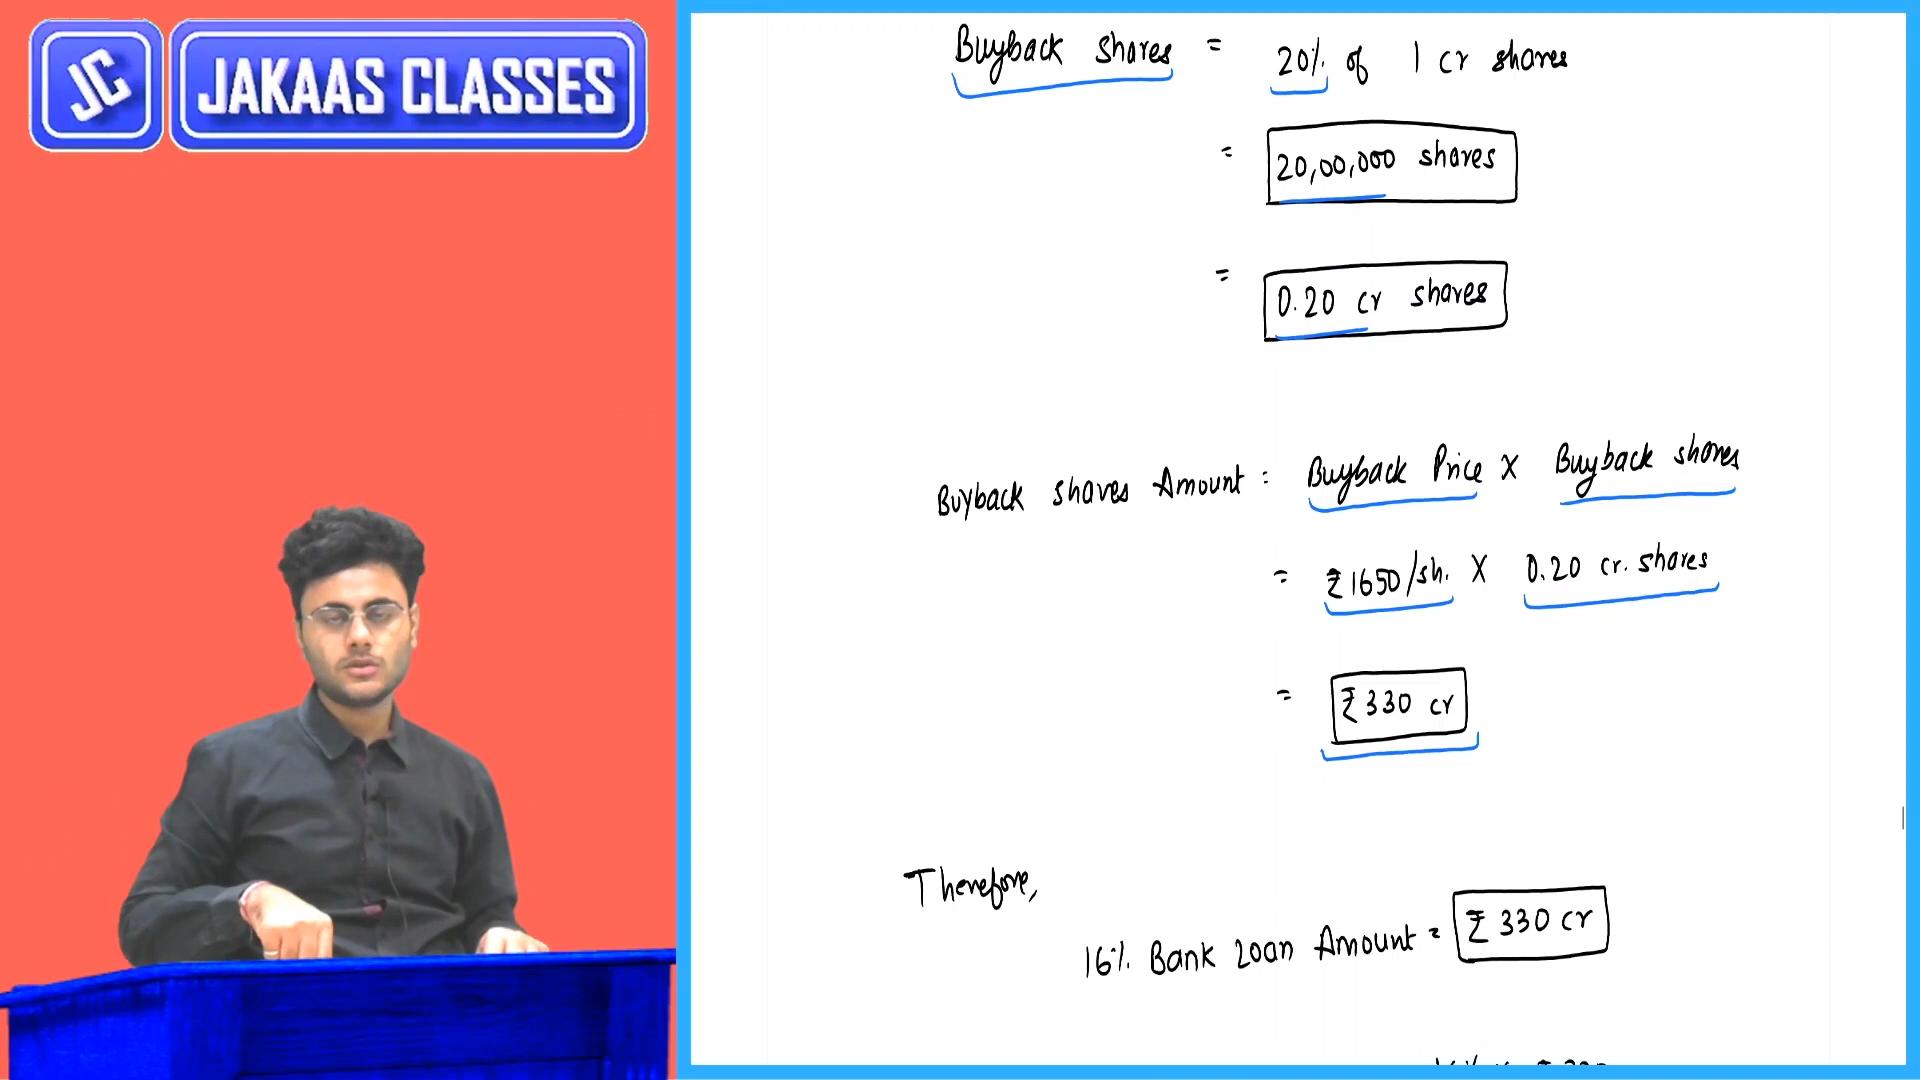 JC JAKAAS CLASSES
Buyback shares = 20% of 1 cr shares
= 20,00,000 shares
= 0.20 cr shares
Buyback shares Amount = Buyback Price X Buyback shares
= ₹1650/sh. X 0.20 cr. shares
= ₹330 cr
Therefore,
16% Bank loan Amount = ₹ 330 cr